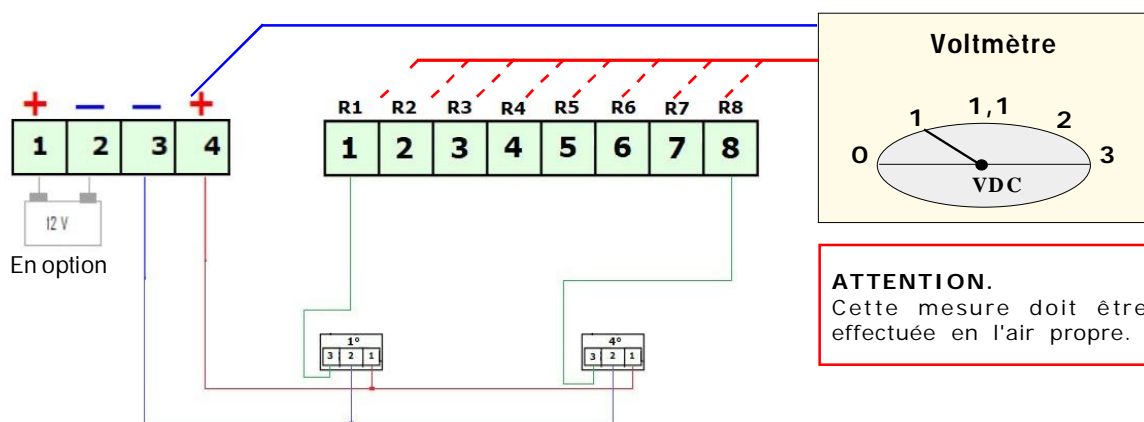 Voltmètre
0 1 1,1 2 3
VDC
+ — — +
1 2 3 4
R1 R2 R3 R4 R5 R6 R7 R8
1 2 3 4 5 6 7 8
12 V
En option
ATTENTION.
Cette mesure doit être
effectuée en l'air propre.
1°
3 2 1
4°
3 2 1